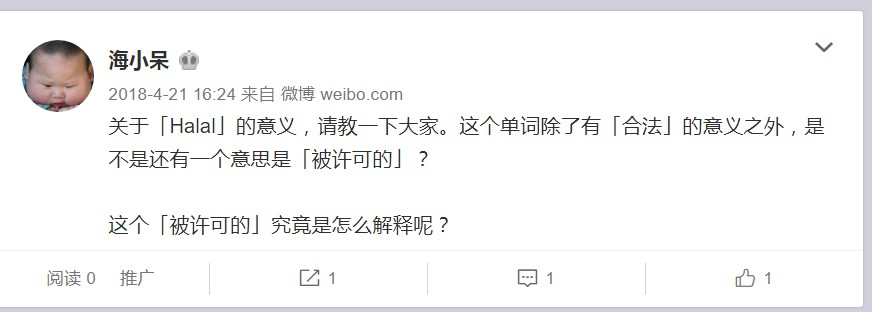 海小呆
2018-4-21 16:24 来自 微博 weibo.com
关于「Halal」的意义，请教一下大家。这个单词除了有「合法」的意义之外，是
不是还有一个意思是「被许可的」？
这个「被许可的」究竟是怎么解释呢？
阅读 0 推广 1 1 1